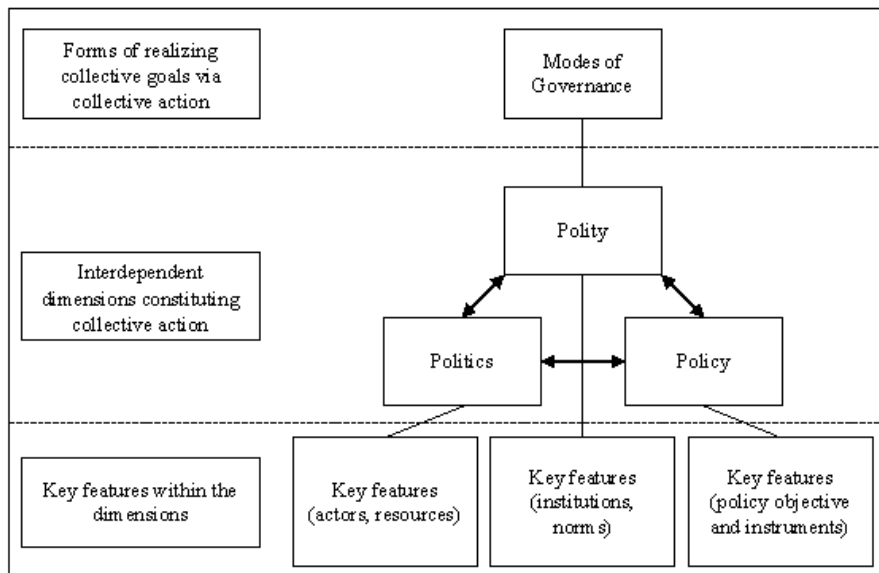 Forms of realizing
collective goals via
collective action
Modes of
Governance
Polity
Interdependent
dimensions constituting
collective action
Politics
Policy
Key features within the
dimensions
Key features
(actors, resources)
Key features
(institutions,
norms)
Key features
(policy objective
and instruments)